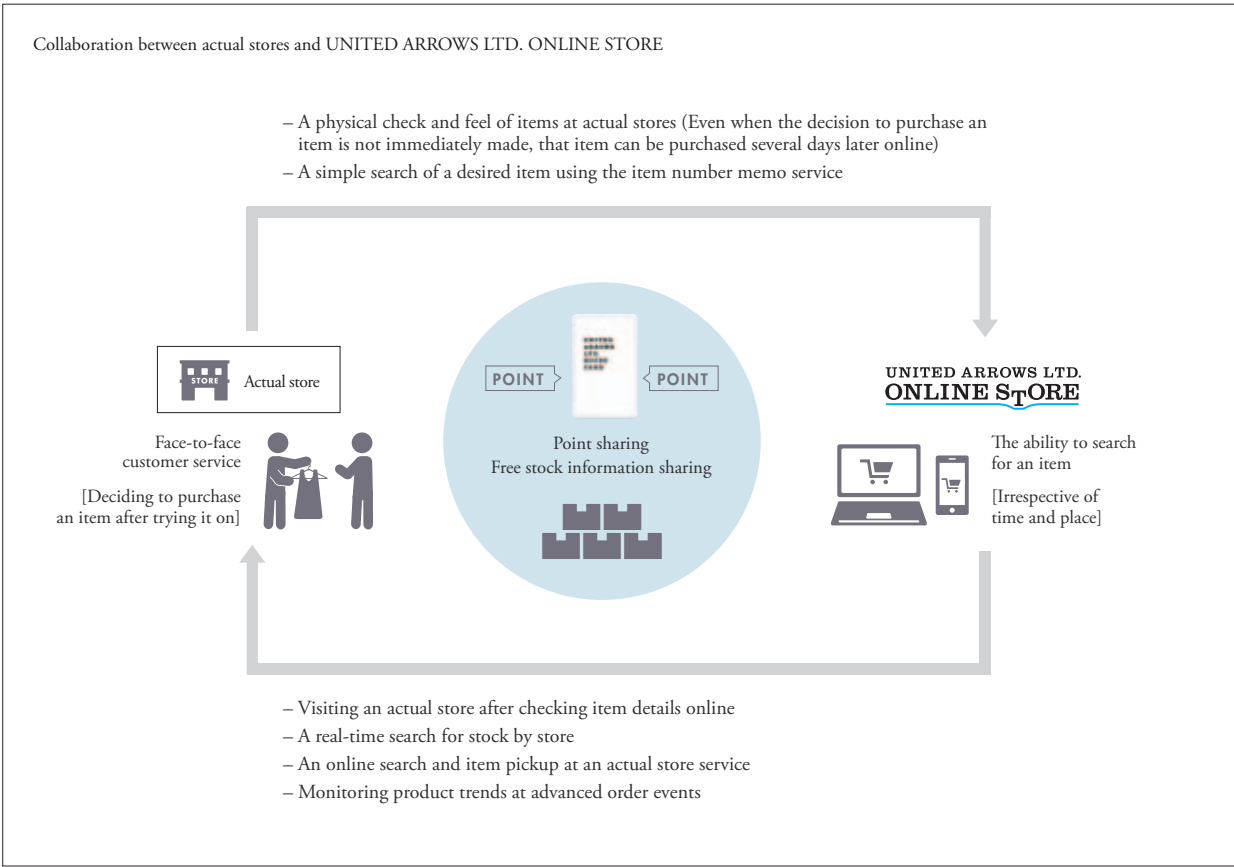 Collaboration between actual stores and UNITED ARROWS LTD. ONLINE STORE
– A physical check and feel of items at actual stores (Even when the decision to purchase an
item is not immediately made, that item can be purchased several days later online)
– A simple search of a desired item using the item number memo service
STORE
Actual store
Face-to-face
customer service
[Deciding to purchase
an item after trying it on]
UNITED
ARROWS
LTD.
HOUSE
CARD
POINT
POINT
Point sharing
Free stock information sharing
UNITED ARROWS LTD.
ONLINE STORE
The ability to search
for an item
[Irrespective of
time and place]
– Visiting an actual store after checking item details online
– A real-time search for stock by store
– An online search and item pickup at an actual store service
– Monitoring product trends at advanced order events